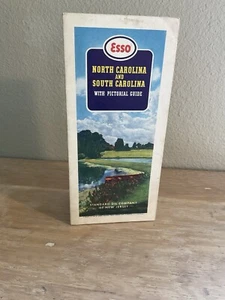 Esso
NORTH CAROLINA
AND
SOUTH CAROLINA
WITH PICTORIAL GUIDE
STANDARD OIL COMPANY
OF NEW JERSEY